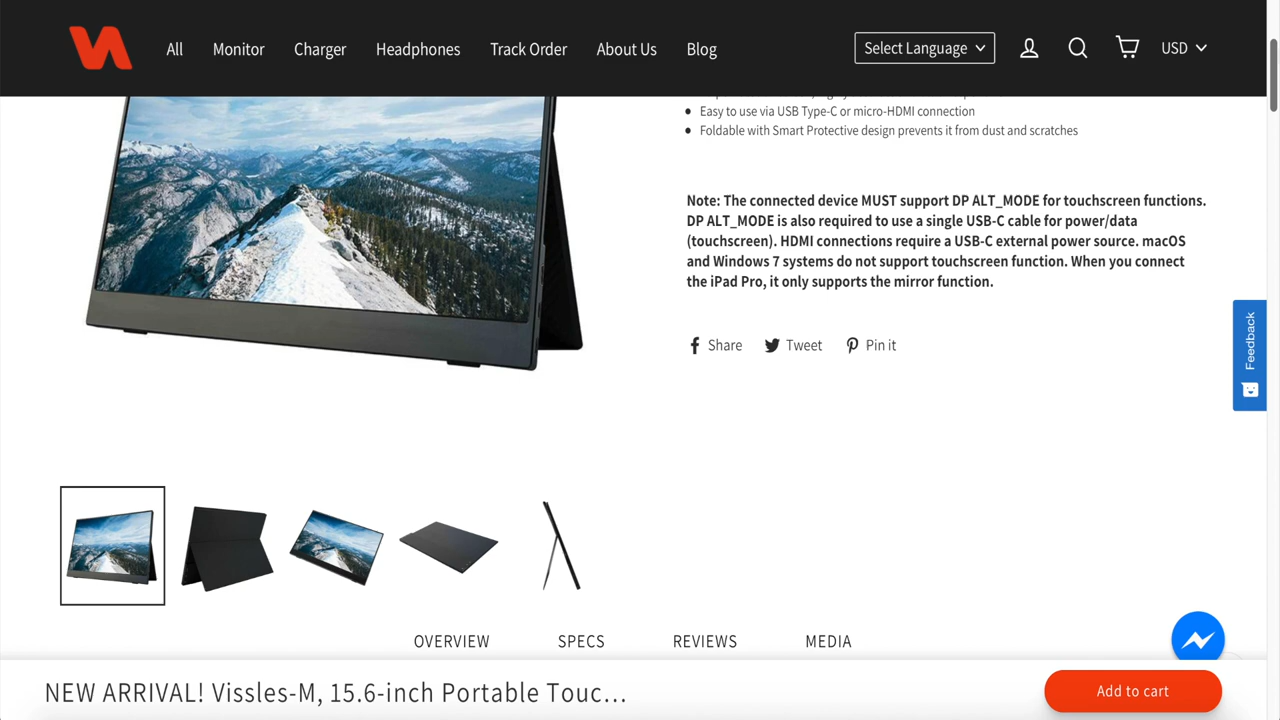 All Monitor Charger Headphones Track Order About Us Blog Select Language USD
Easy to use via USB Type-C or micro-HDMI connection
Foldable with Smart Protective design prevents it from dust and scratches
Note: The connected device MUST support DP ALT_MODE for touchscreen functions.
DP ALT_MODE is also required to use a single USB-C cable for power/data
(touchscreen). HDMI connections require a USB-C external power source. macOS
and Windows 7 systems do not support touchscreen function. When you connect
the iPad Pro, it only supports the mirror function.
Share Tweet Pin it
Feedback
OVERVIEW SPECS REVIEWS MEDIA
NEW ARRIVAL! Vissles-M, 15.6-inch Portable Touc...
Add to cart